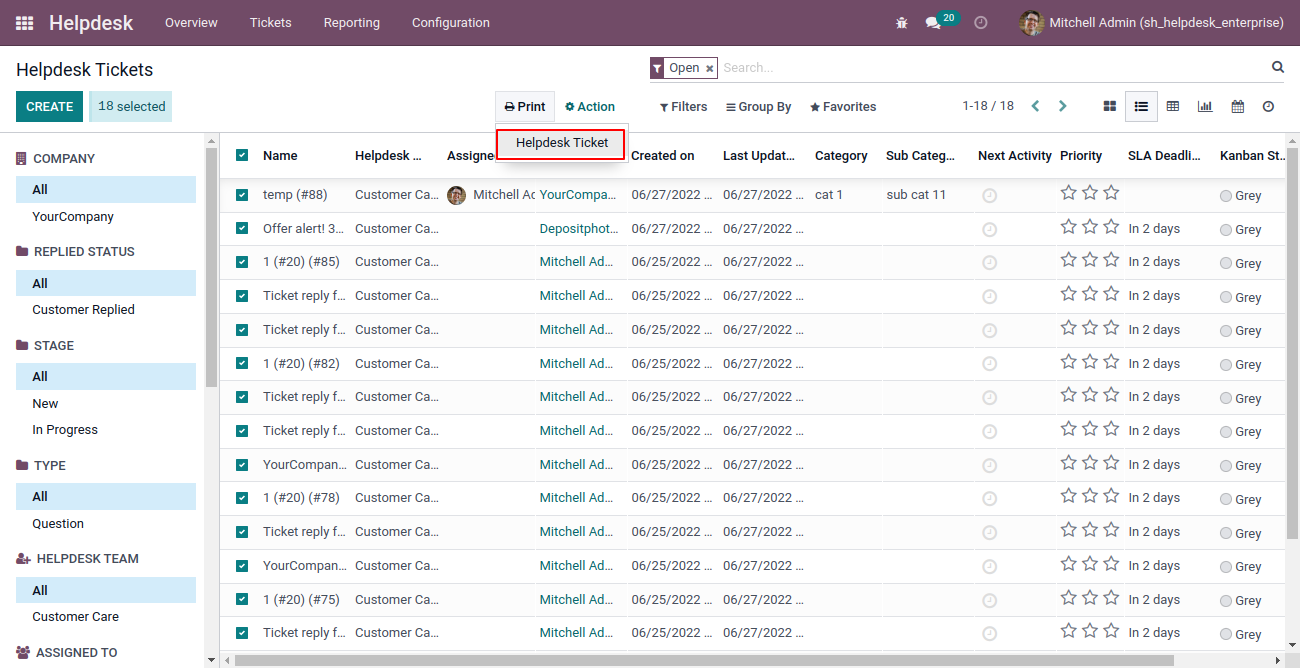 Helpdesk Overview Tickets Reporting Configuration 20 Mitchell Admin (sh_helpdesk_enterprise)
Helpdesk Tickets Open × Search...
CREATE 18 selected Print Action Filters Group By Favorites 1-18 / 18
Helpdesk Ticket
COMPANY
All
YourCompany
REPLIED STATUS
All
Customer Replied
STAGE
All
New
In Progress
TYPE
All
Question
HELPDESK TEAM
All
Customer Care
ASSIGNED TO
Name Helpdesk ... Assigne Created on Last Updat... Category Sub Categ... Next Activity Priority SLA Deadli... Kanban St...
temp (#88) Customer Ca... Mitchell Ad YourCompa... 06/27/2022 ... 06/27/2022 ... cat 1 sub cat 11 Grey
Offer alert! 3... Customer Ca... Depositphot... 06/27/2022 ... 06/27/2022 ... In 2 days Grey
1 (#20) (#85) Customer Ca... Mitchell Ad... 06/25/2022 ... 06/27/2022 ... In 2 days Grey
Ticket reply f... Customer Ca... Mitchell Ad... 06/25/2022 ... 06/27/2022 ... In 2 days Grey
Ticket reply f... Customer Ca... Mitchell Ad... 06/25/2022 ... 06/27/2022 ... In 2 days Grey
1 (#20) (#82) Customer Ca... Mitchell Ad... 06/25/2022 ... 06/27/2022 ... In 2 days Grey
Ticket reply f... Customer Ca... Mitchell Ad... 06/25/2022 ... 06/27/2022 ... In 2 days Grey
Ticket reply f... Customer Ca... Mitchell Ad... 06/25/2022 ... 06/27/2022 ... In 2 days Grey
YourCompan... Customer Ca... Mitchell Ad... 06/25/2022 ... 06/27/2022 ... In 2 days Grey
1 (#20) (#78) Customer Ca... Mitchell Ad... 06/25/2022 ... 06/27/2022 ... In 2 days Grey
Ticket reply f... Customer Ca... Mitchell Ad... 06/25/2022 ... 06/27/2022 ... In 2 days Grey
YourCompan... Customer Ca... Mitchell Ad... 06/25/2022 ... 06/27/2022 ... In 2 days Grey
1 (#20) (#75) Customer Ca... Mitchell Ad... 06/25/2022 ... 06/27/2022 ... In 2 days Grey
Ticket reply f... Customer Ca... Mitchell Ad... 06/25/2022 ... 06/27/2022 ... In 2 days Grey